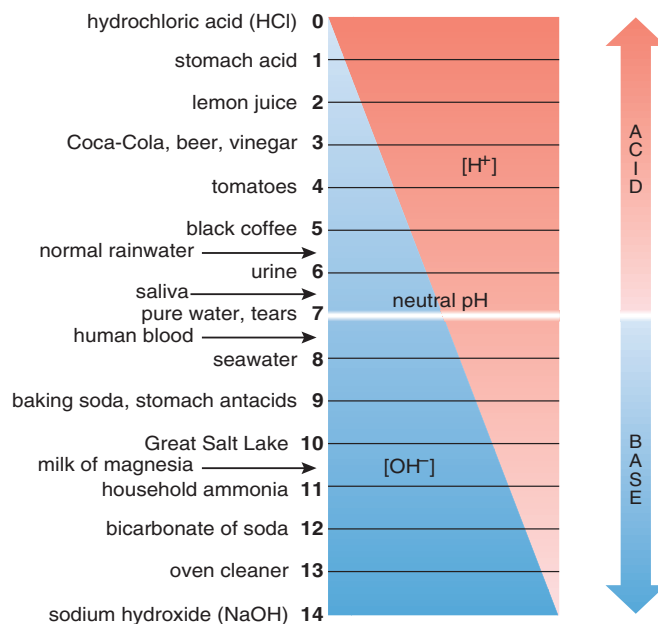 hydrochloric acid (HCl) 0
stomach acid 1
lemon juice 2
Coca-Cola, beer, vinegar 3
[H+]
tomatoes 4
black coffee 5
normal rainwater
urine 6
saliva
neutral pH
pure water, tears 7
human blood
seawater 8
baking soda, stomach antacids 9
Great Salt Lake 10
milk of magnesia
[OH−]
household ammonia 11
bicarbonate of soda 12
oven cleaner 13
sodium hydroxide (NaOH) 14
ACID
BASE